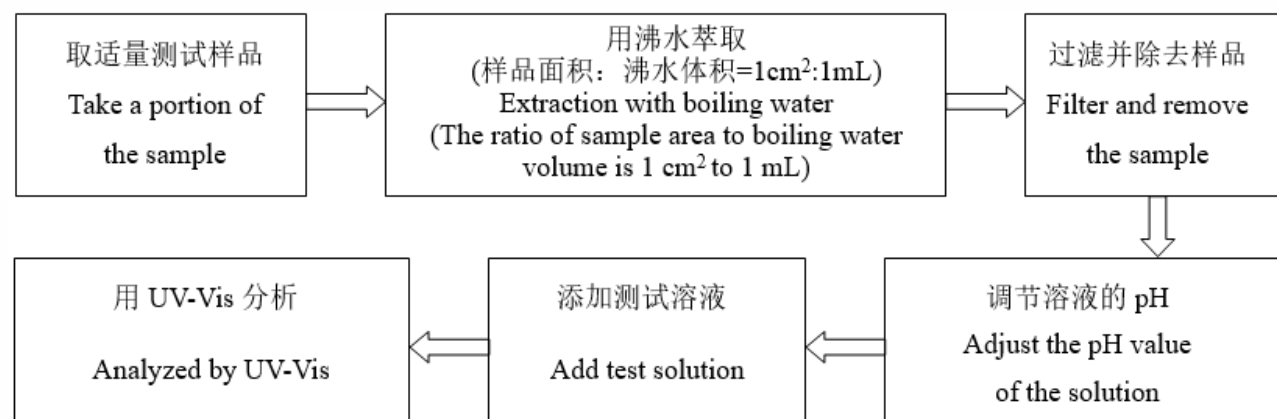 取适量测试样品
Take a portion of
the sample
用沸水萃取
(样品面积：沸水体积=1cm²:1mL)
Extraction with boiling water
(The ratio of sample area to boiling water
volume is 1 cm² to 1 mL)
过滤并除去样品
Filter and remove
the sample
调节溶液的 pH
Adjust the pH value
of the solution
添加测试溶液
Add test solution
用 UV-Vis 分析
Analyzed by UV-Vis